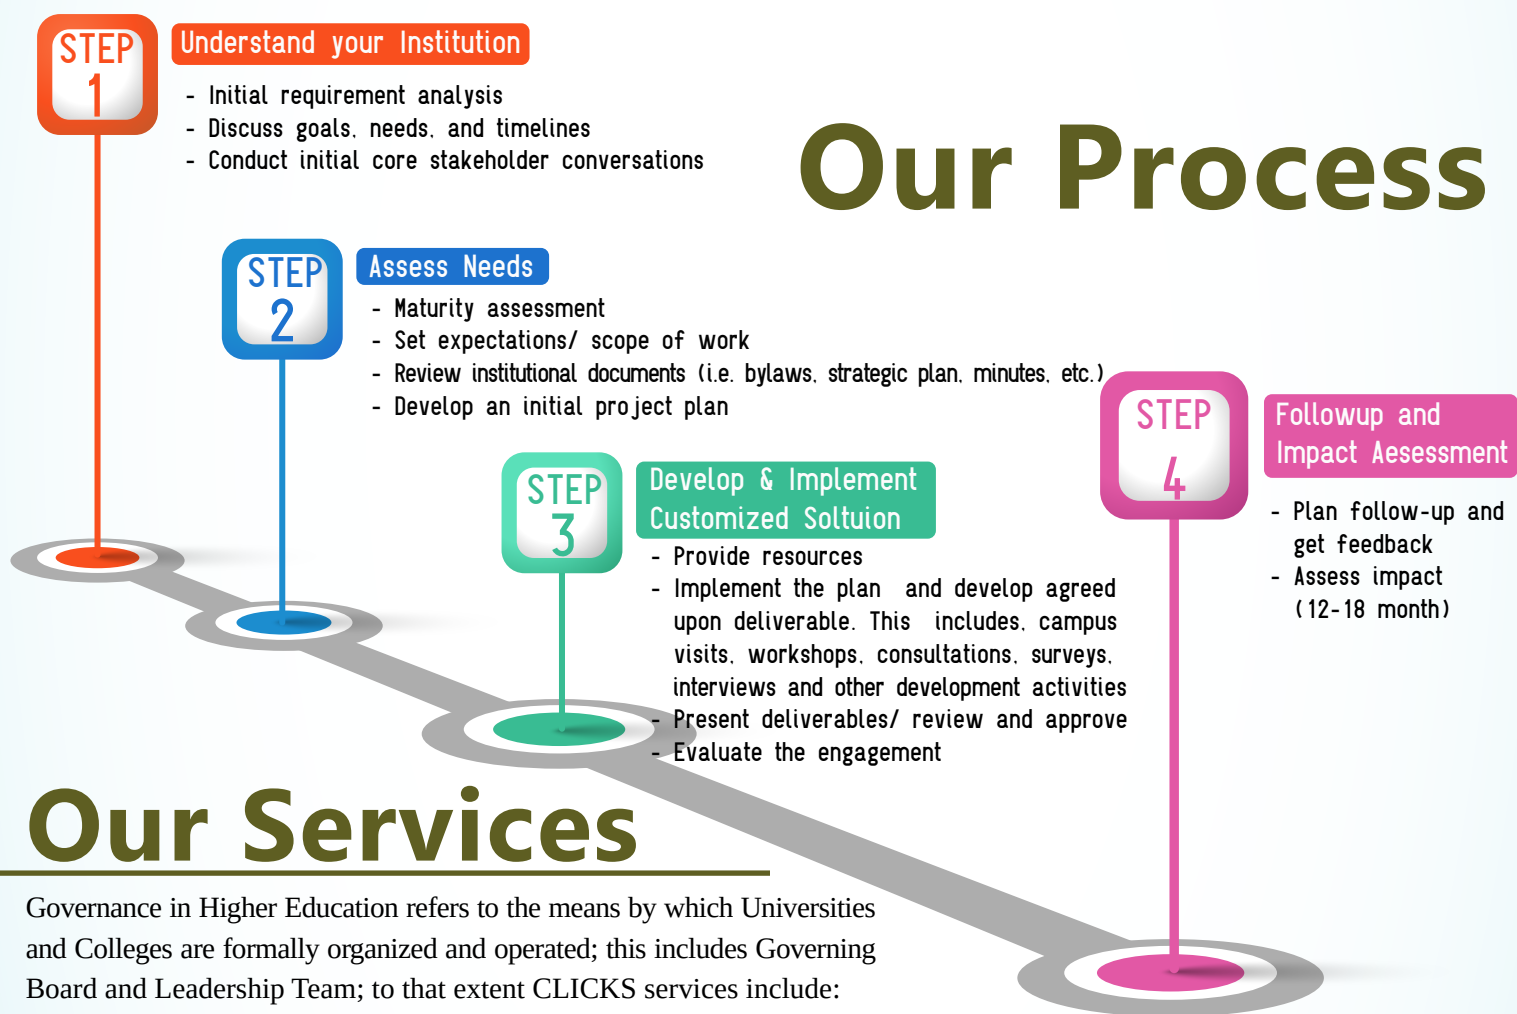 STEP
1
Understand your Institution
- Initial requirement analysis
- Discuss goals, needs, and timelines
- Conduct initial core stakeholder conversations
Our Process
STEP
2
Assess Needs
- Maturity assessment
- Set expectations/ scope of work
- Review institutional documents (i.e. bylaws, strategic plan, minutes, etc.)
- Develop an initial project plan
STEP
3
Develop & Implement
Customized Soltuion
- Provide resources
- Implement the plan and develop agreed
upon deliverable. This includes, campus
visits, workshops, consultations, surveys,
interviews and other development activities
- Present deliverables/ review and approve
- Evaluate the engagement
STEP
4
Followup and
Impact Aesessment
- Plan follow-up and
get feedback
- Assess impact
(12-18 month)
Our Services
Governance in Higher Education refers to the means by which Universities
and Colleges are formally organized and operated; this includes Governing
Board and Leadership Team; to that extent CLICKS services include: